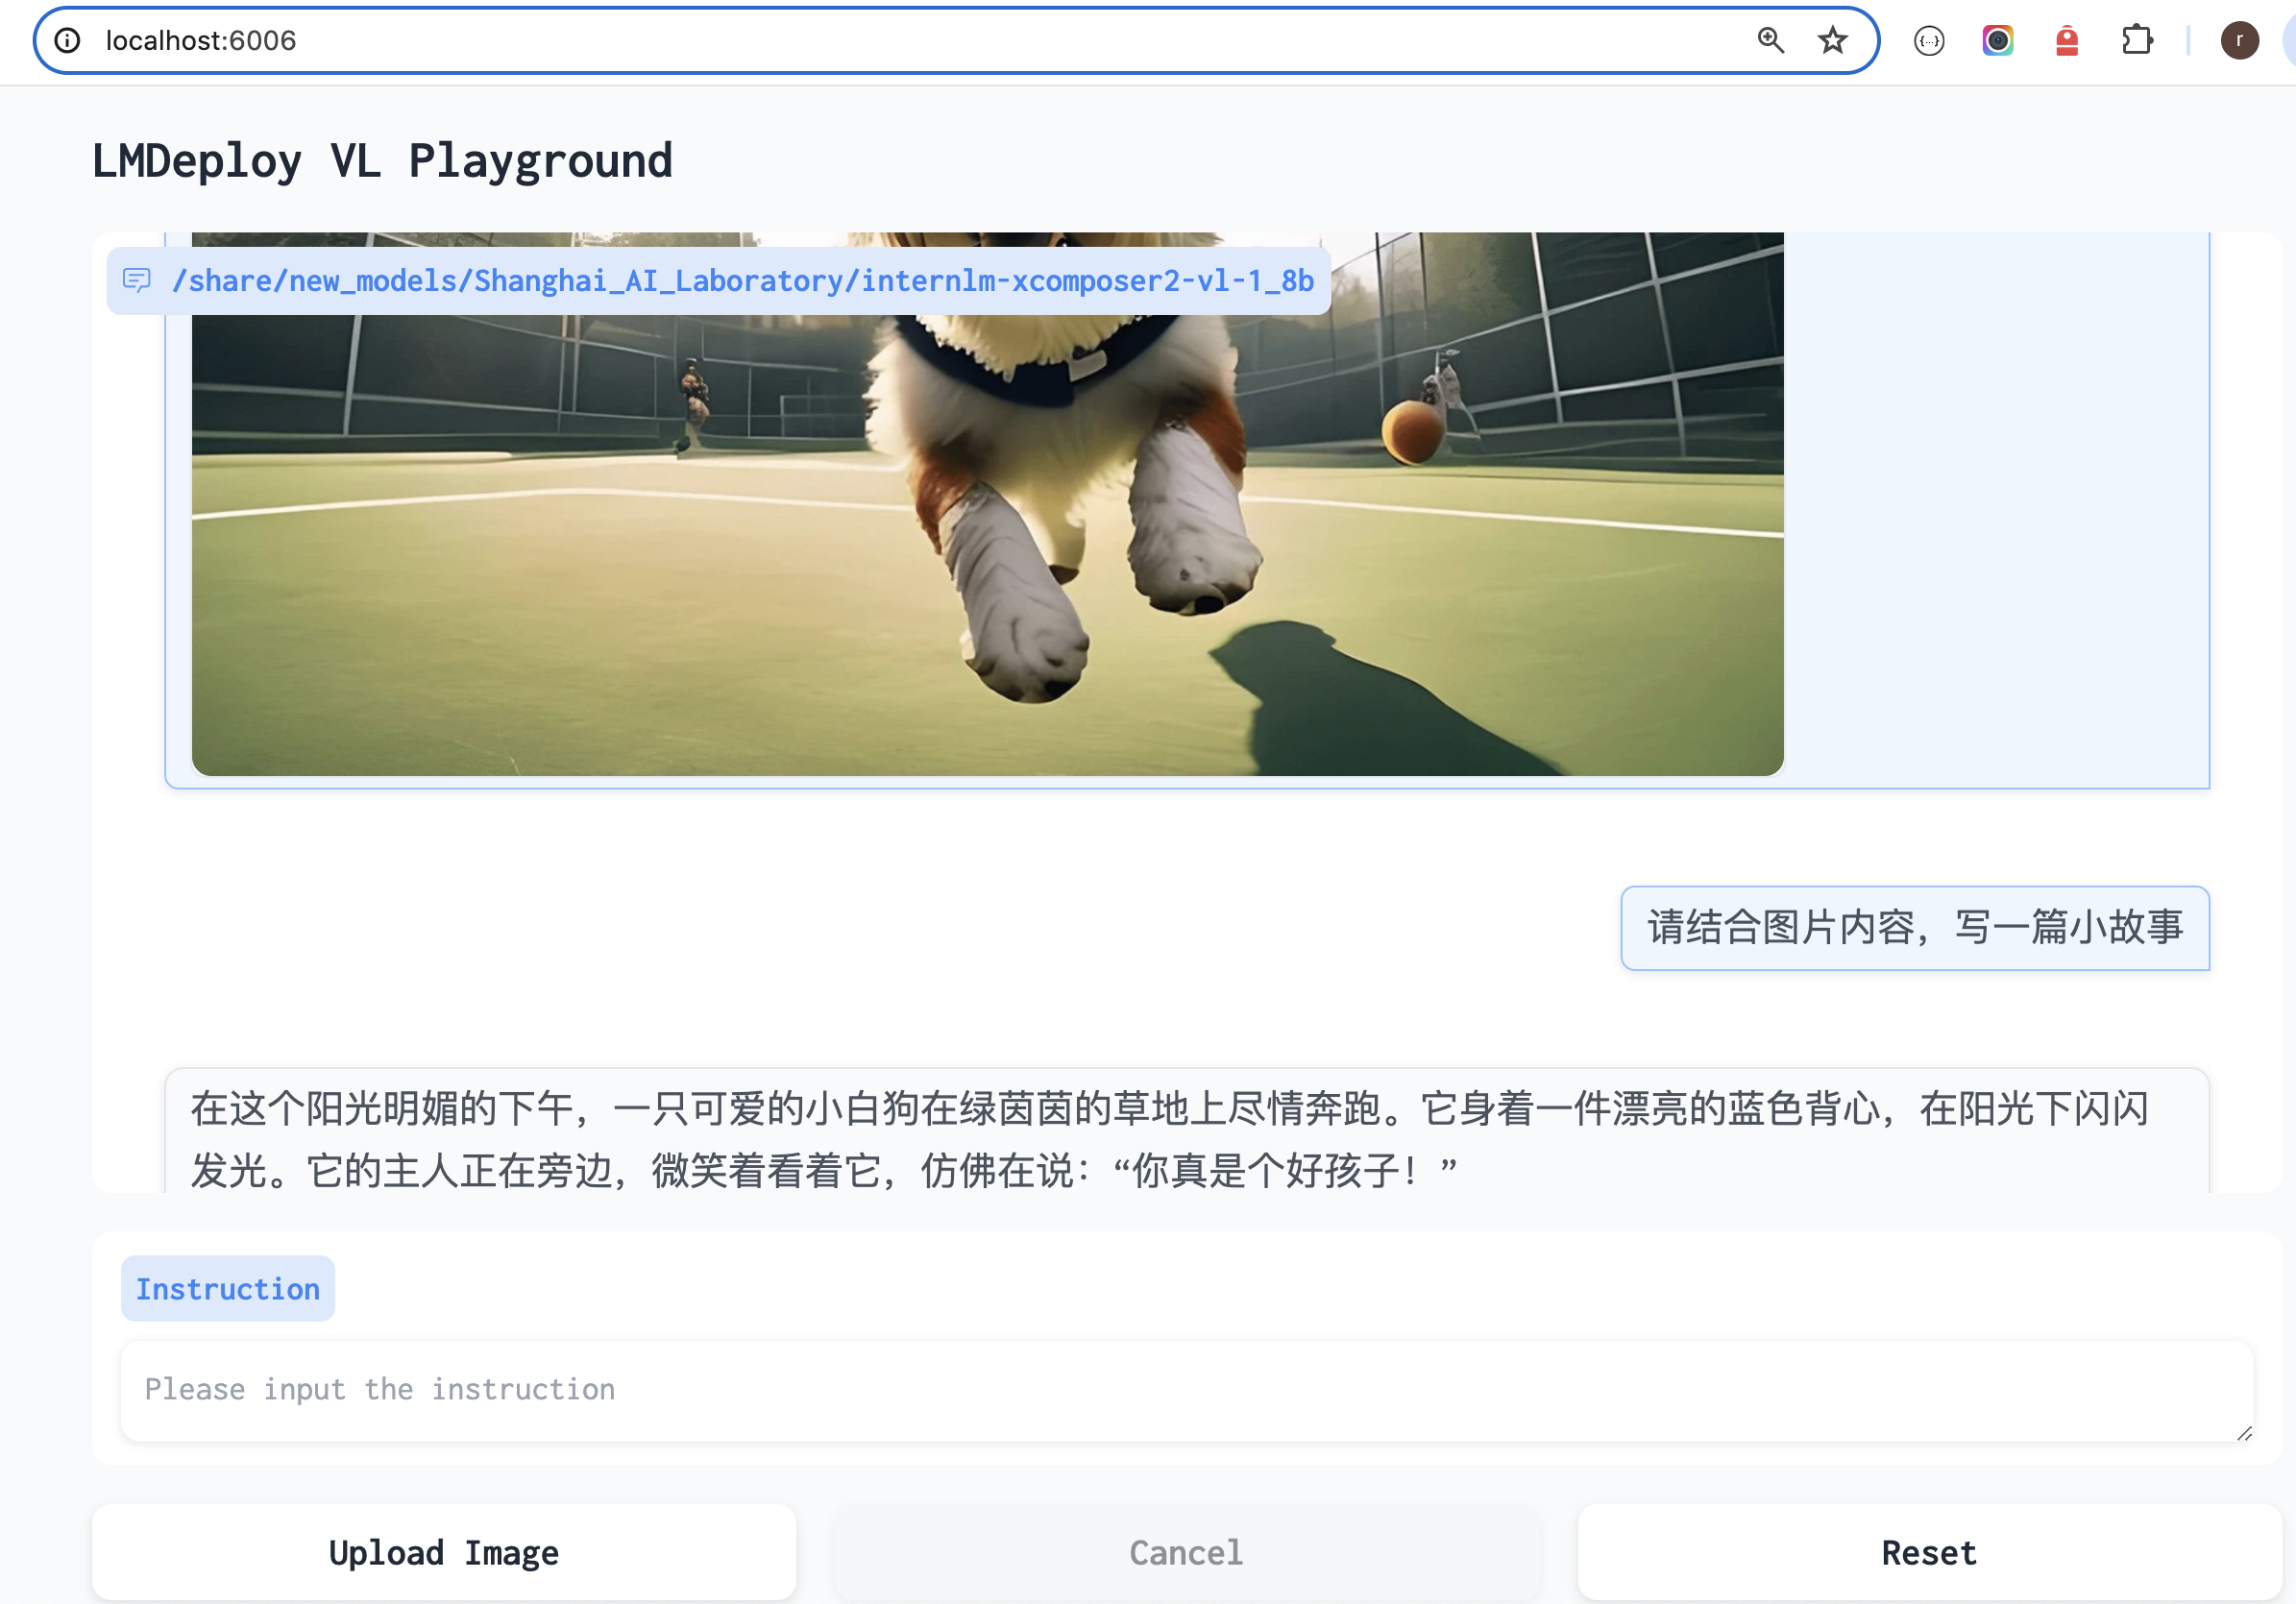 localhost:6006
r
LMDeploy VL Playground
/share/new_models/Shanghai_AI_Laboratory/internlm-xcomposer2-vl-1_8b
请结合图片内容，写一篇小故事
在这个阳光明媚的下午，一只可爱的小白狗在绿茵茵的草地上尽情奔跑。它身着一件漂亮的蓝色背心，在阳光下闪闪
发光。它的主人正在旁边，微笑着看着它，仿佛在说：“你真是个好孩子！”
Instruction
Please input the instruction
Upload Image
Cancel
Reset